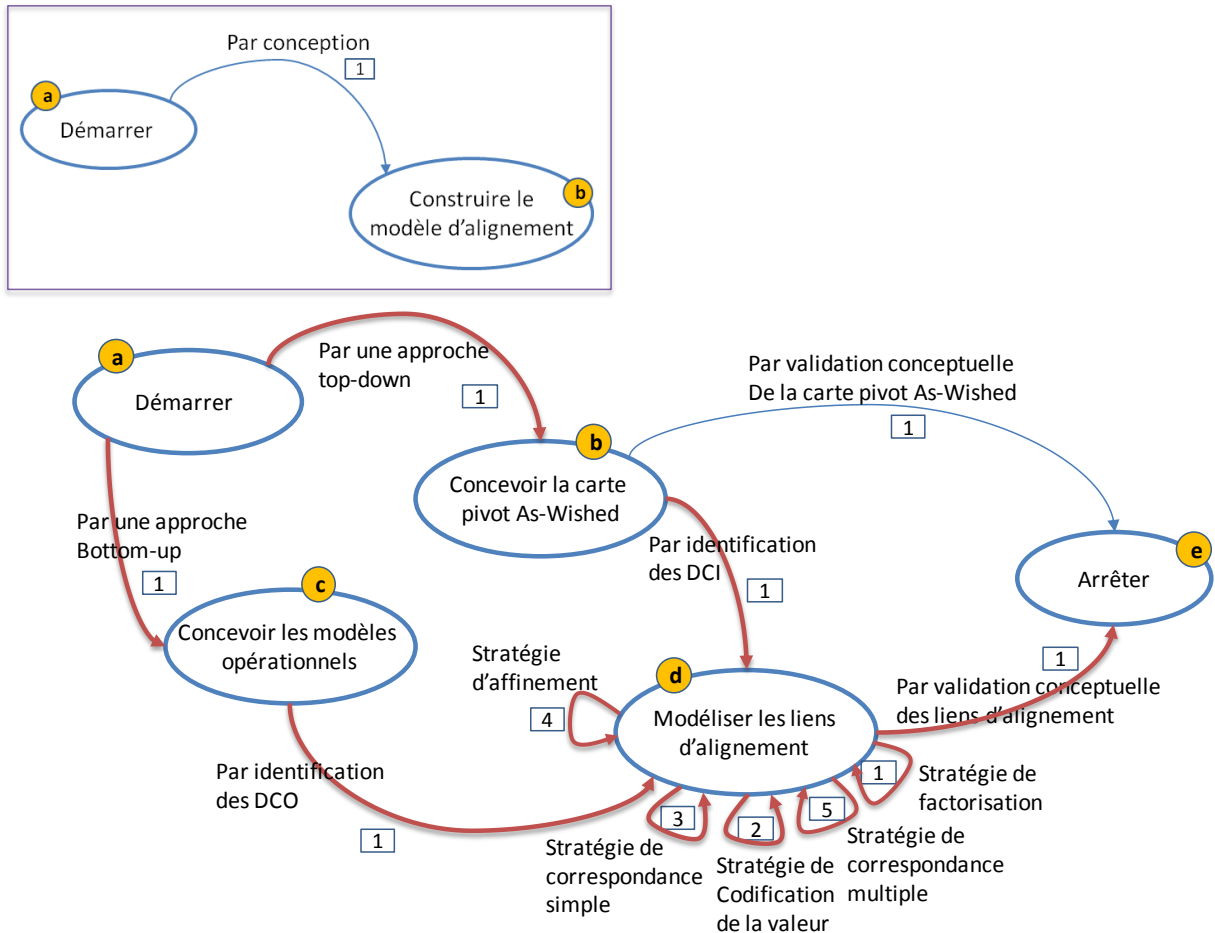 Par conception
1
a
Démarrer
b
Construire le
modèle d'alignement
a
Démarrer
Par une approche
top-down
1
Par validation conceptuelle
De la carte pivot As-Wished
1
b
Concevoir la carte
pivot As-Wished
Par une approche
Bottom-up
1
Par identification
des DCI
1
e
Arrêter
c
Concevoir les modèles
opérationnels
Stratégie
d'affinement
4
d
Modéliser les liens
d'alignement
1
Par validation conceptuelle
des liens d'alignement
Par identification
des DCO
1
1
Stratégie de
factorisation
3
2
5
Stratégie de
correspondance
simple
Stratégie de
Codification
de la valeur
Stratégie de
correspondance
multiple